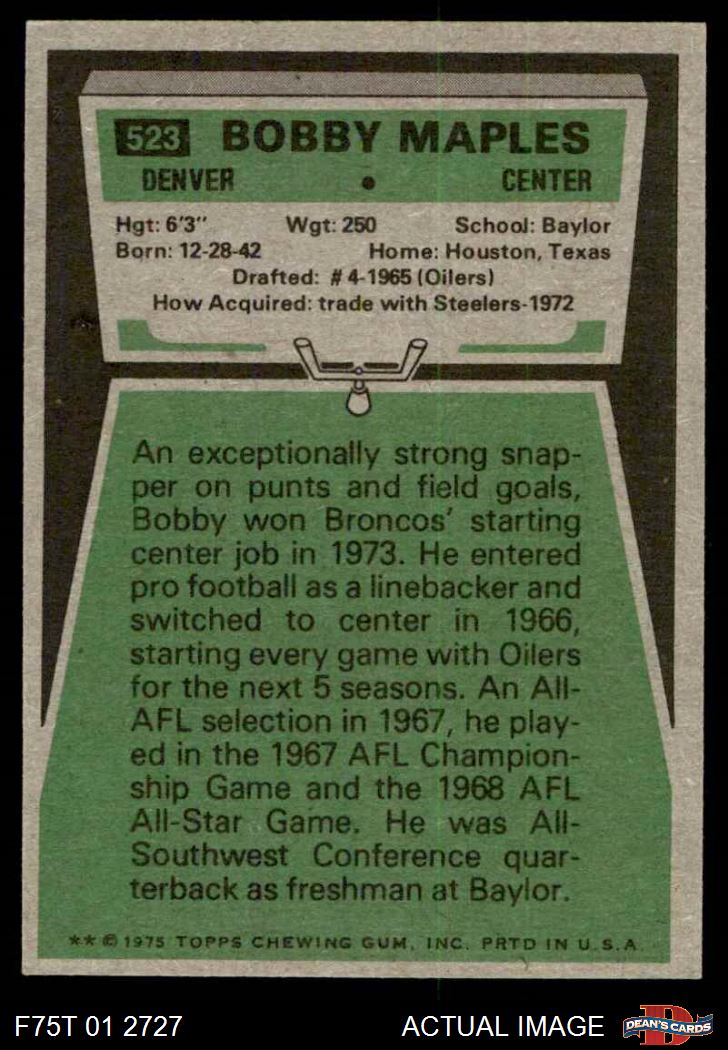 523 BOBBY MAPLES
DENVER • CENTER
Hgt: 6'3" Wgt: 250 School: Baylor
Born: 12-28-42 Home: Houston, Texas
Drafted: #4-1965 (Oilers)
How Acquired: trade with Steelers-1972
An exceptionally strong snap-
per on punts and field goals,
Bobby won Broncos' starting
center job in 1973. He entered
pro football as a linebacker and
switched to center in 1966,
starting every game with Oilers
for the next 5 seasons. An All-
AFL selection in 1967, he play-
ed in the 1967 AFL Champion-
ship Game and the 1968 AFL
All-Star Game. He was All-
Southwest Conference quar-
terback as freshman at Baylor.
** © 1975 TOPPS CHEWING GUM, INC. PRTD IN U.S.A.
F75T 01 2727 ACTUAL IMAGE D DEAN'S CARDS